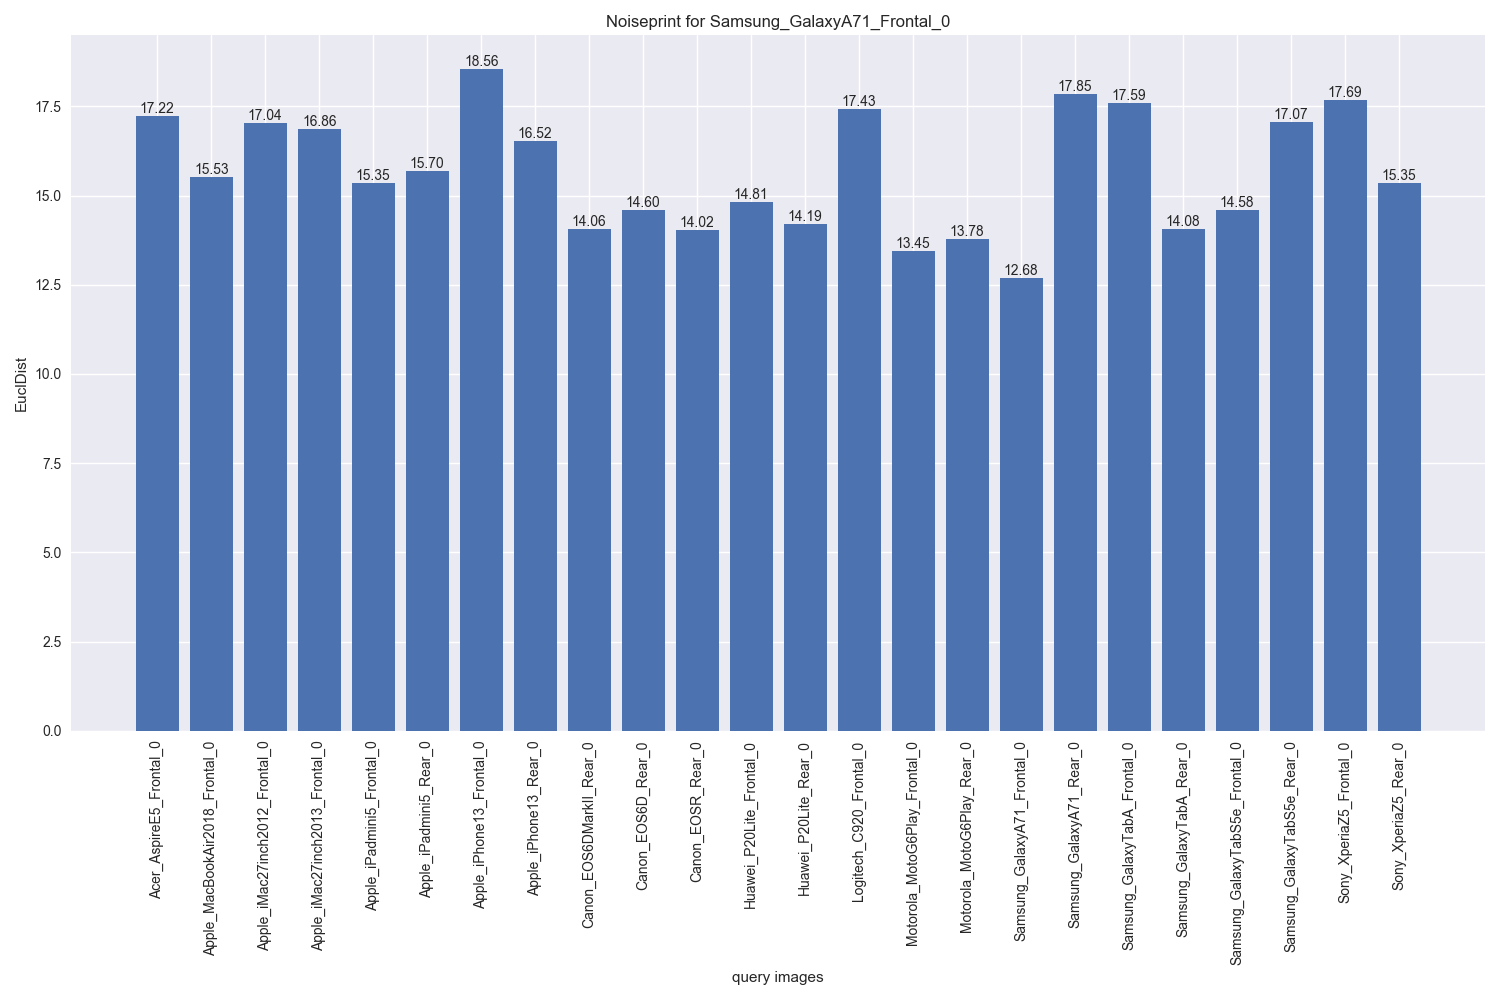 Noiseprint for Samsung_GalaxyA71_Frontal_0
EuclDist
17.5
15.0
12.5
10.0
7.5
5.0
2.5
0.0
17.22
15.53
17.04
16.86
15.35
15.70
18.56
16.52
14.06
14.60
14.02
14.81
14.19
17.43
13.45
13.78
12.68
17.85
17.59
14.08
14.58
17.07
17.69
15.35
Acer_AspireE5_Frontal_0
Apple_MacBookAir2018_Frontal_0
Apple_iMac27inch2012_Frontal_0
Apple_iMac27inch2013_Frontal_0
Apple_iPadmini5_Frontal_0
Apple_iPadmini5_Rear_0
Apple_iPhone13_Frontal_0
Apple_iPhone13_Rear_0
Canon_EOS6DMarkII_Rear_0
Canon_EOS6D_Rear_0
Canon_EOSR_Rear_0
Huawei_P20Lite_Frontal_0
Huawei_P20Lite_Rear_0
Logitech_C920_Frontal_0
Motorola_MotoG6Play_Frontal_0
Motorola_MotoG6Play_Rear_0
Samsung_GalaxyA71_Frontal_0
Samsung_GalaxyA71_Rear_0
Samsung_GalaxyTabA_Frontal_0
Samsung_GalaxyTabA_Rear_0
Samsung_GalaxyTabS5e_Frontal_0
Samsung_GalaxyTabS5e_Rear_0
Sony_XperiaZ5_Frontal_0
Sony_XperiaZ5_Rear_0
query images